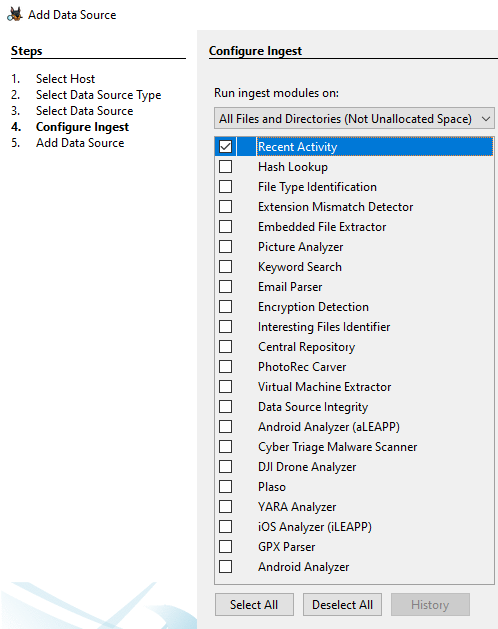 Add Data Source
Steps
1. Select Host
2. Select Data Source Type
3. Select Data Source
4. Configure Ingest
5. Add Data Source
Configure Ingest
Run ingest modules on:
All Files and Directories (Not Unallocated Space)
Recent Activity
Hash Lookup
File Type Identification
Extension Mismatch Detector
Embedded File Extractor
Picture Analyzer
Keyword Search
Email Parser
Encryption Detection
Interesting Files Identifier
Central Repository
PhotoRec Carver
Virtual Machine Extractor
Data Source Integrity
Android Analyzer (aLEAPP)
Cyber Triage Malware Scanner
DJI Drone Analyzer
Plaso
YARA Analyzer
iOS Analyzer (iLEAPP)
GPX Parser
Android Analyzer
Select All
Deselect All
History